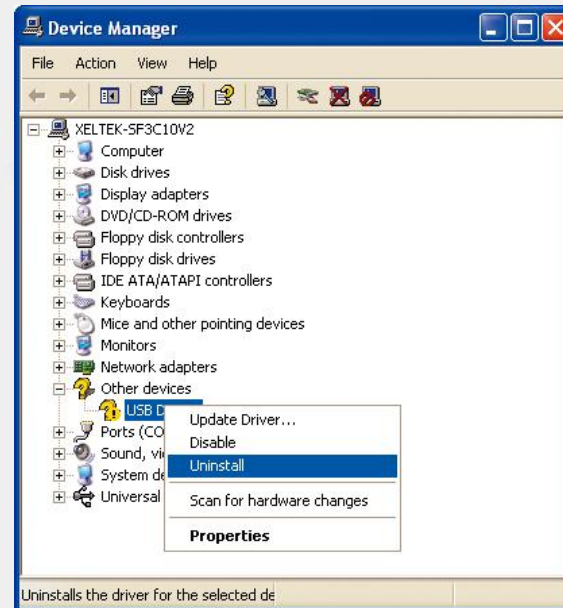 Device Manager
File Action View Help
XELTEK-SF3C10V2
Computer
Disk drives
Display adapters
DVD/CD-ROM drives
Floppy disk controllers
Floppy disk drives
IDE ATA/ATAPI controllers
Keyboards
Mice and other pointing devices
Monitors
Network adapters
Other devices
USB D
Update Driver...
Ports (CO
Disable
Sound, vi
Uninstall
System de
Universal
Scan for hardware changes
Properties
Uninstalls the driver for the selected de